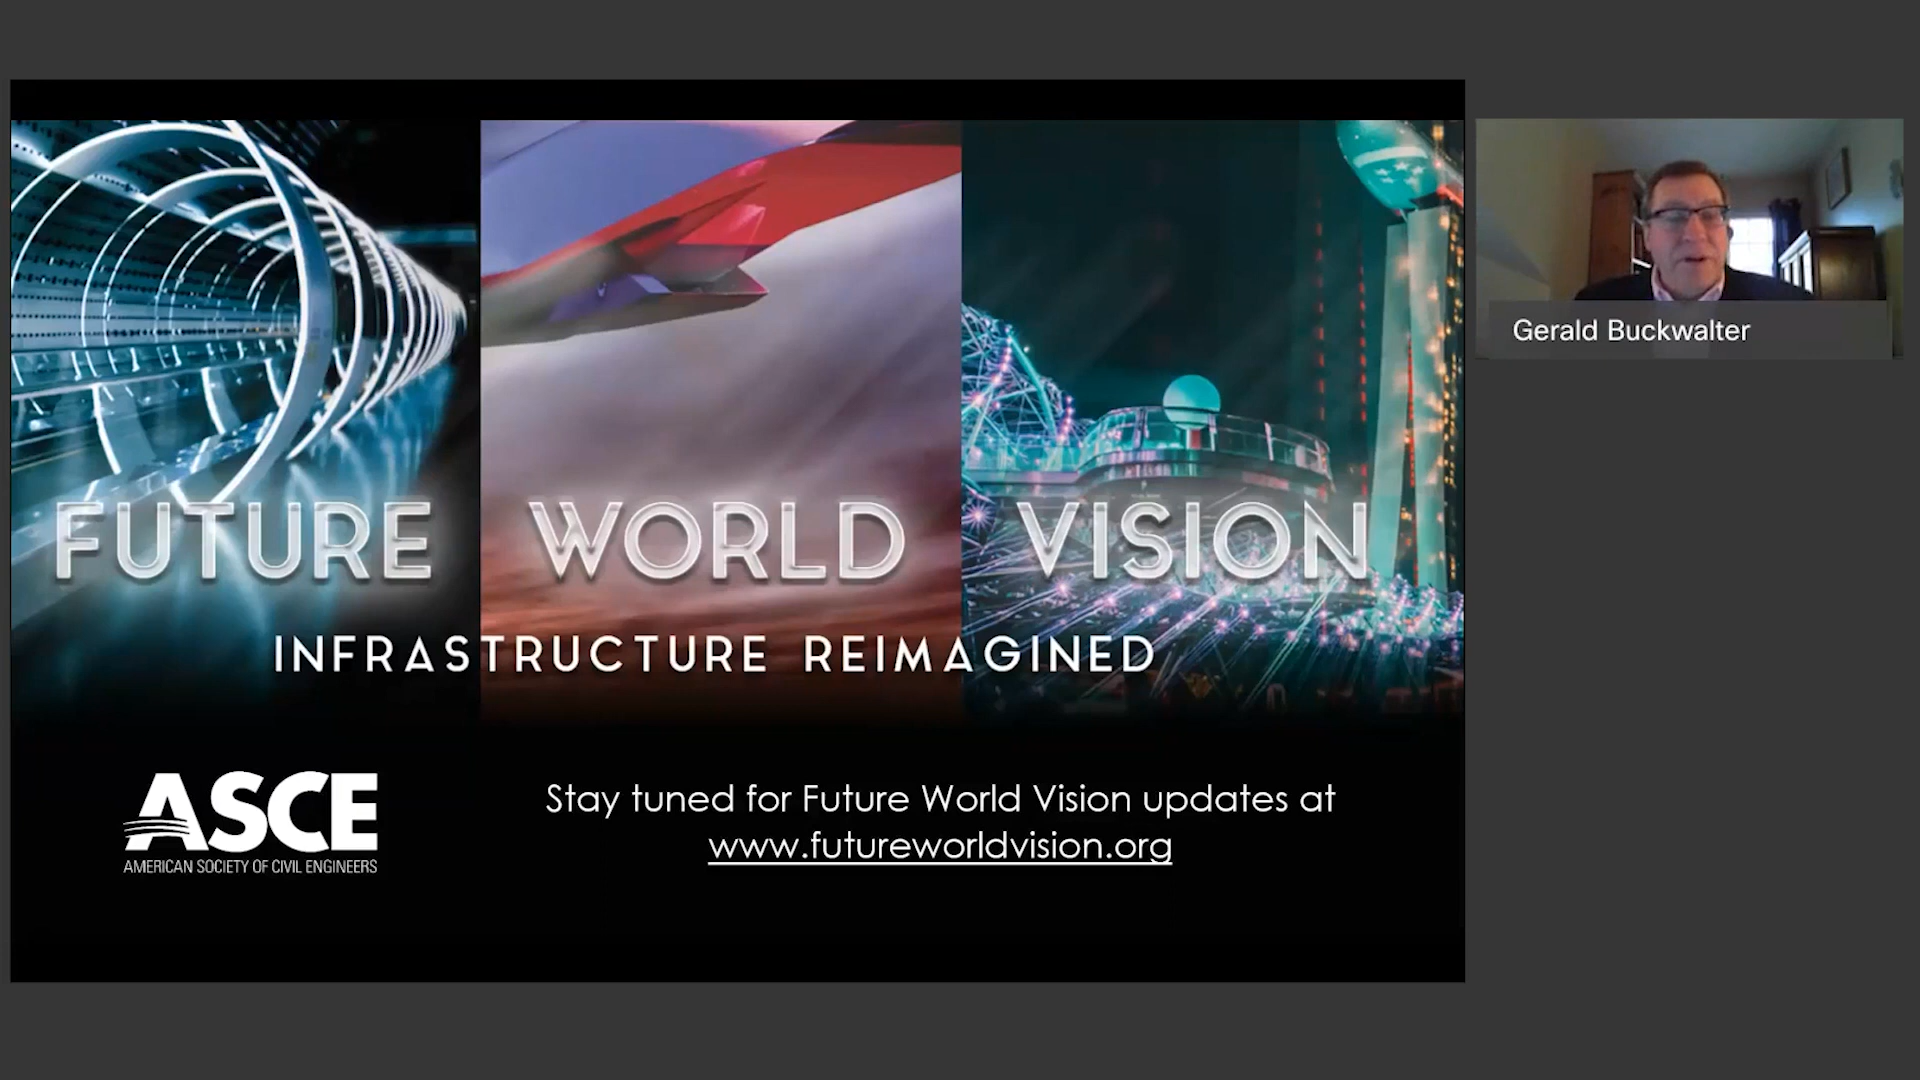 FUTURE WORLD VISION
INFRASTRUCTURE REIMAGINED
ASCE
AMERICAN SOCIETY OF CIVIL ENGINEERS
Stay tuned for Future World Vision updates at
www.futureworldvision.org
Gerald Buckwalter